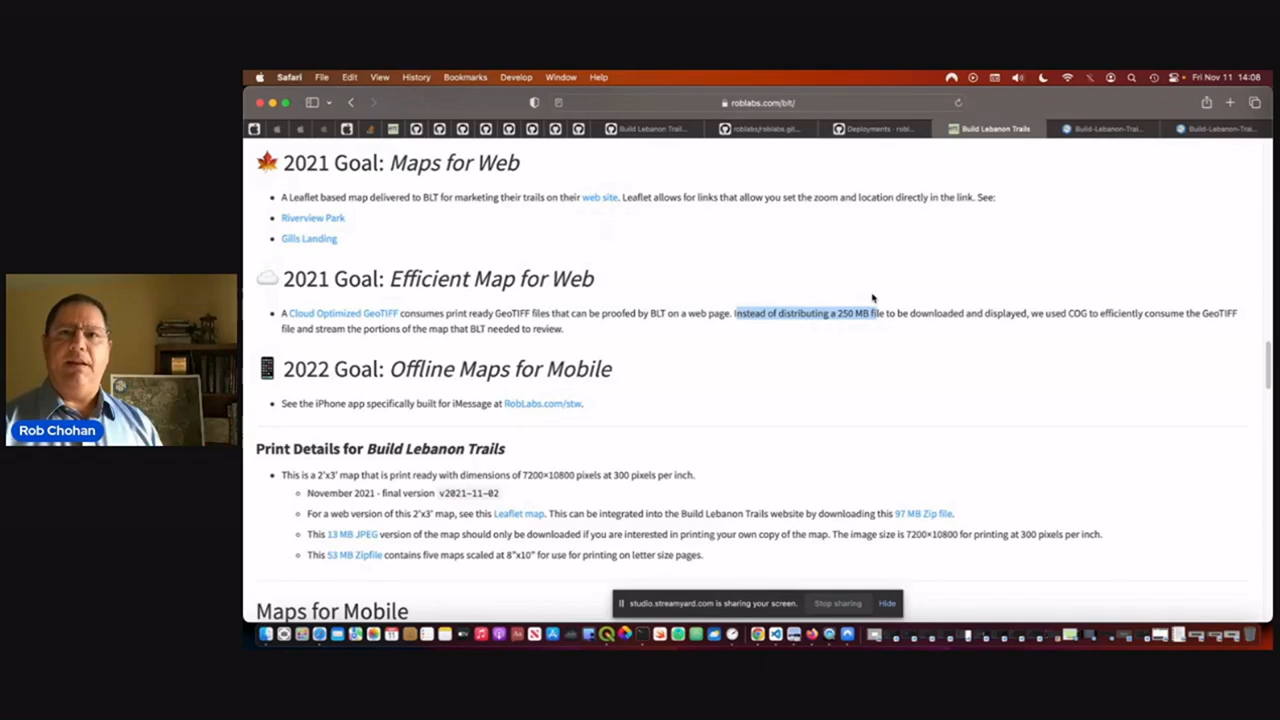 Safari File Edit View History Bookmarks Develop Window Help Fri Nov 11 14:08
roblabs.com/blt/
Build Lebanon Trail... roblabs/roblabs.git... Deployments · robl... Build Lebanon Trails Build-Lebanon-Trai... Build-Lebanon-Trai...
2021 Goal: Maps for Web
A Leaflet based map delivered to BLT for marketing their trails on their web site. Leaflet allows for links that allow you set the zoom and location directly in the link. See:
Riverview Park
Gills Landing
2021 Goal: Efficient Map for Web
A Cloud Optimized GeoTIFF consumes print ready GeoTIFF files that can be proofed by BLT on a web page. Instead of distributing a 250 MB file to be downloaded and displayed, we used COG to efficiently consume the GeoTIFF
file and stream the portions of the map that BLT needed to review.
2022 Goal: Offline Maps for Mobile
See the iPhone app specifically built for iMessage at RobLabs.com/stw.
Rob Chohan
Print Details for Build Lebanon Trails
This is a 2'x3' map that is print ready with dimensions of 7200×10800 pixels at 300 pixels per inch.
November 2021 - final version v2021-11-02
For a web version of this 2'x3' map, see this Leaflet map. This can be integrated into the Build Lebanon Trails website by downloading this 97 MB Zip file.
This 13 MB JPEG version of the map should only be downloaded if you are interested in printing your own copy of the map. The image size is 7200×10800 for printing at 300 pixels per inch.
This 53 MB Zipfile contains five maps scaled at 8"x10" for use for printing on letter size pages.
studio.streamyard.com is sharing your screen. Stop sharing Hide
Maps for Mobile